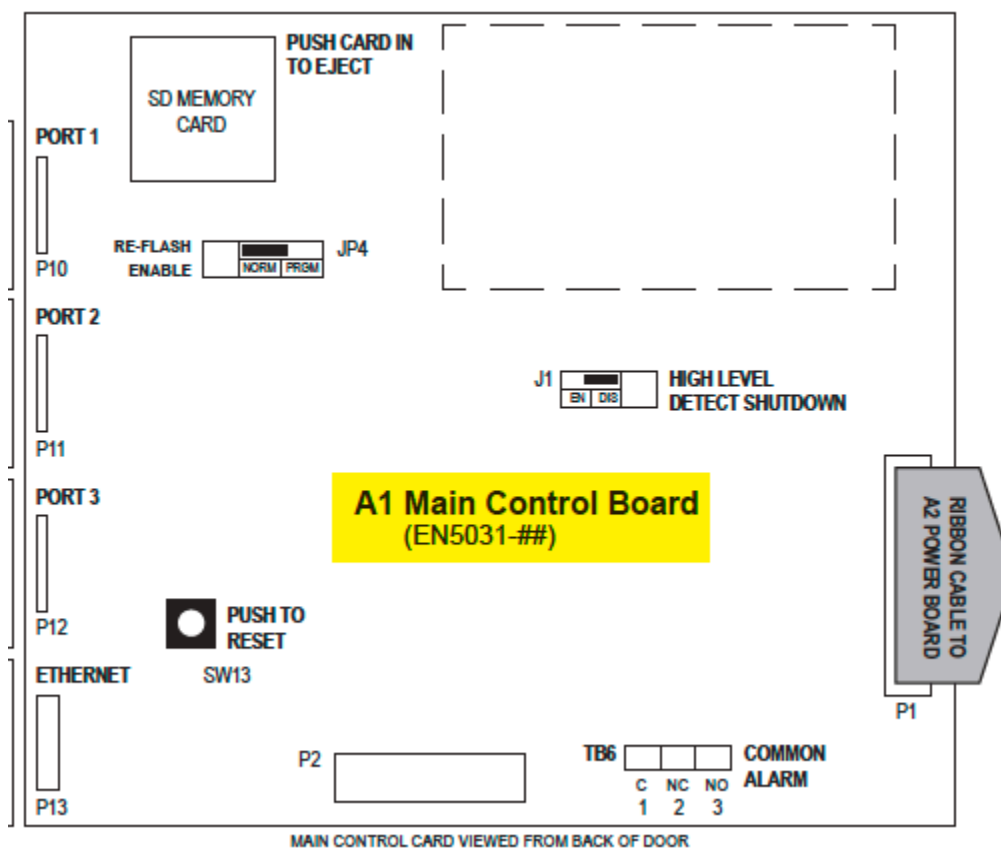 PUSH CARD IN
TO EJECT
SD MEMORY
CARD
PORT 1
P10
RE-FLASH
ENABLE
NORM PRGM
JP4
PORT 2
P11
J1
EN DIS
HIGH LEVEL
DETECT SHUTDOWN
A1 Main Control Board
(EN5031-##)
RIBBON CABLE TO
A2 POWER BOARD
P1
PORT 3
P12
PUSH TO
RESET
SW13
ETHERNET
P13
P2
TB6
C NC NO
1 2 3
COMMON
ALARM
MAIN CONTROL CARD VIEWED FROM BACK OF DOOR